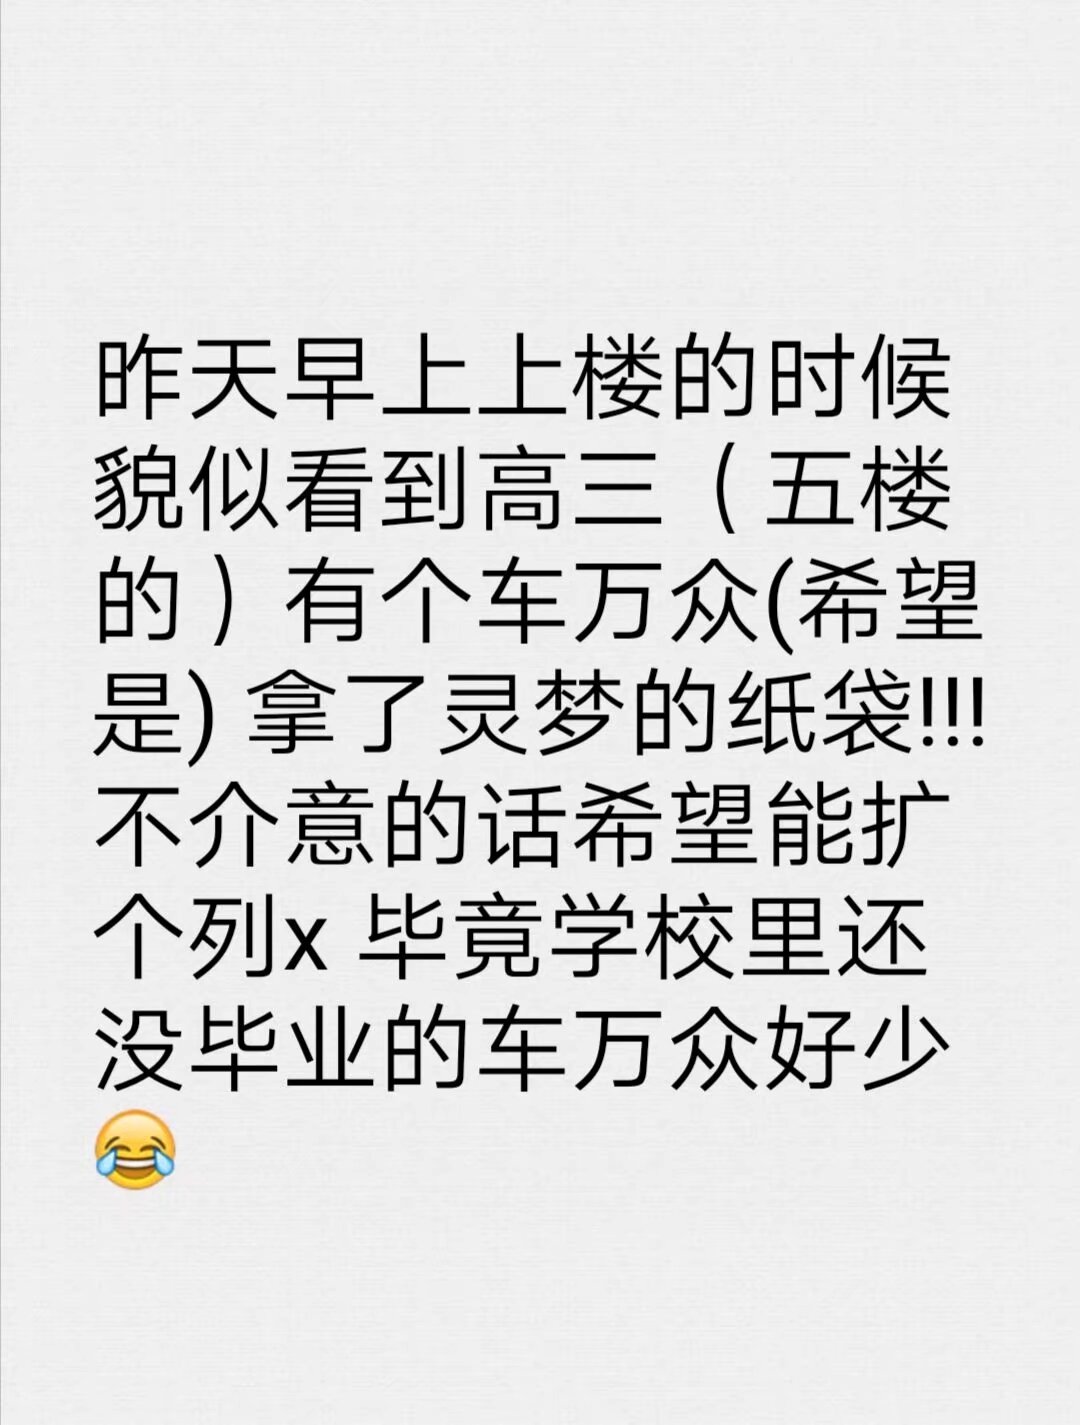 昨天早上上楼的时候
貌似看到高三（五楼
的）有个车万众(希望
是) 拿了灵梦的纸袋!!!
不介意的话希望能扩
个列x 毕竟学校里还
没毕业的车万众好少
😂